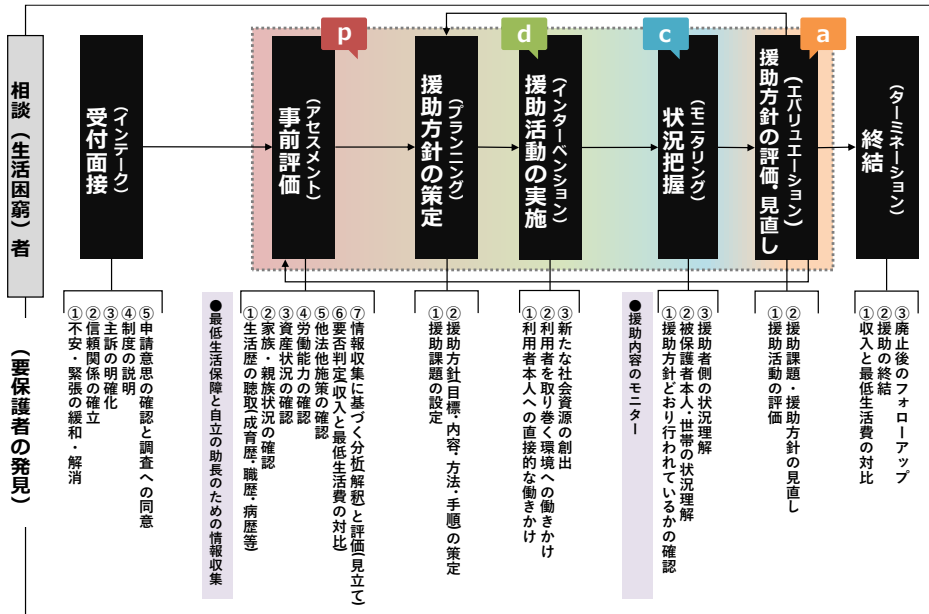 相談（生活困窮）者
（要保護者の発見）
p
d
c
a
受付面接
（インテーク）
事前評価
（アセスメント）
援助方針の策定
（プランニング）
援助活動の実施
（インターベンション）
状況把握
（モニタリング）
援助方針の評価・見直し
（エバリュエーション）
終結
（ターミネーション）
①不安・緊張の緩和・解消
②信頼関係の確立
③主訴の明確化
④制度の説明
⑤申請意思の確認と調査への同意
●最低生活保障と自立の助長のための情報収集
①生活歴の聴取(成育歴・職歴・病歴等)
②家族・親族状況の確認
③資産状況の確認
④労働能力の確認
⑤他法他施策の確認
⑥要否判定(収入と最低生活費の対比)
⑦情報収集に基づく分析(解釈)と評価(見立て)
①援助課題の設定
②援助方針(目標・内容・方法・手順)の策定
①利用者本人への直接的な働きかけ
②利用者を取り巻く環境への働きかけ
③新たな社会資源の創出
●援助内容のモニター
①援助方針どおり行われているかの確認
②被保護者本人・世帯の状況理解
③援助者側の状況理解
①援助活動の評価
②援助課題・援助方針の見直し
①収入と最低生活費の対比
②援助の終結
③廃止後のフォローアップ